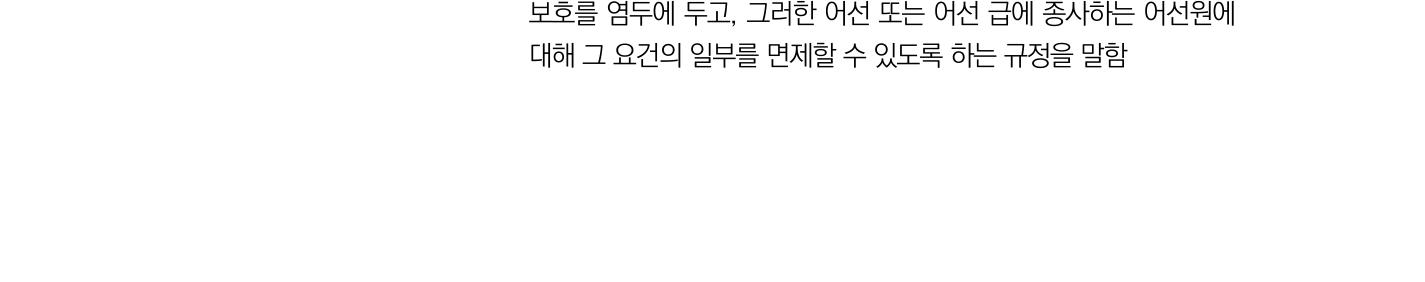 보호를 염두에 두고, 그러한 어선 또는 어선 급에 종사하는 어선원에
대해 그 요건의 일부를 면제할 수 있도록 하는 규정을 말함